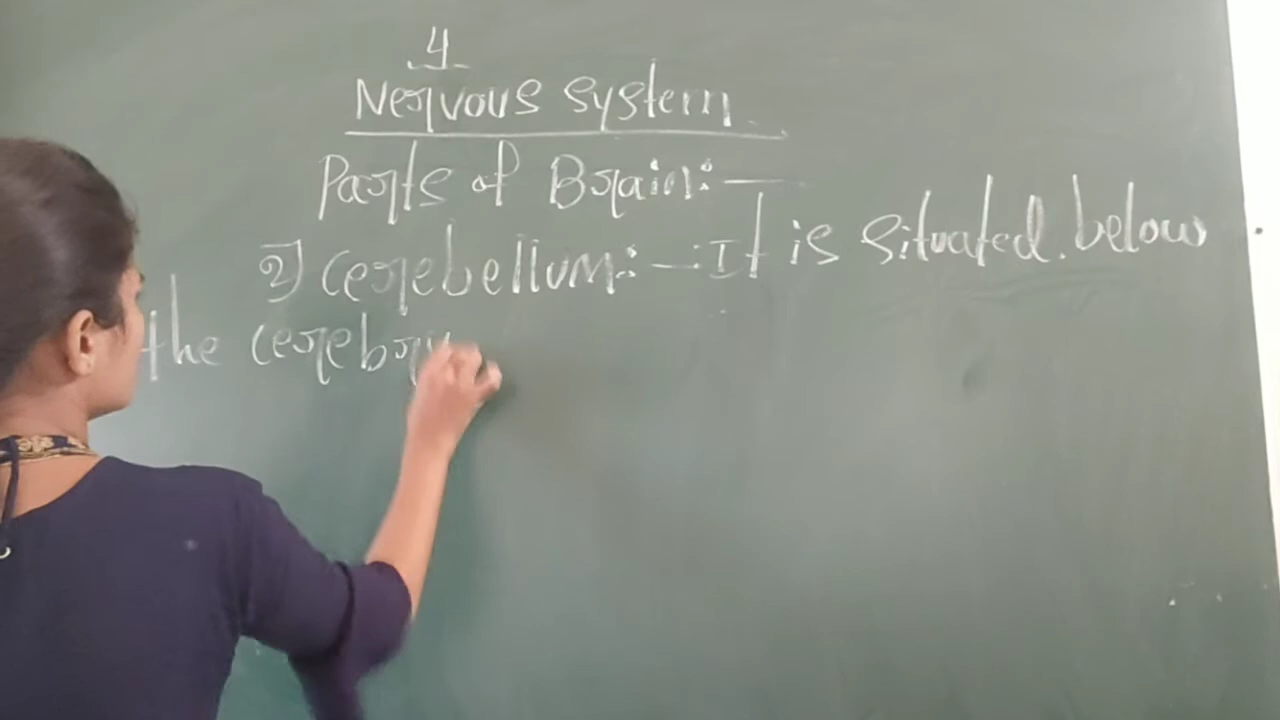 4
Nervous system
Parts of Brain:-
2) Cerebellum:- It is situated below
the cerebru